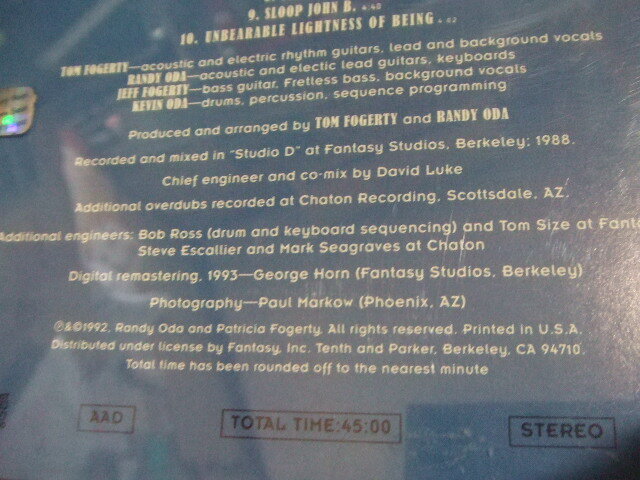 9. SLOOP JOHN B. 4:40
10. UNBEARABLE LIGHTNESS OF BEING 4:02
TOM FOGERTY—acoustic and electric rhythm guitars, lead and background vocals
RANDY ODA—acoustic and electic lead guitars, keyboards
JEFF FOGERTY—bass guitar, Fretless bass, background vocals
KEVIN ODA—drums, percussion, sequence programming
Produced and arranged by TOM FOGERTY and RANDY ODA
Recorded and mixed in "Studio D" at Fantasy Studios, Berkeley; 1988.
Chief engineer and co-mix by David Luke
Additional overdubs recorded at Chaton Recording, Scottsdale, AZ.
Additional engineers: Bob Ross (drum and keyboard sequencing) and Tom Size at Fanta
Steve Escallier and Mark Seagraves at Chaton
Digital remastering, 1993—George Horn (Fantasy Studios, Berkeley)
Photography—Paul Markow (Phoenix, AZ)
℗&©1992, Randy Oda and Patricia Fogerty. All rights reserved. Printed in U.S.A.
Distributed under license by Fantasy, Inc. Tenth and Parker, Berkeley, CA 94710.
Total time has been rounded off to the nearest minute
AAD TOTAL TIME:45:00 STEREO